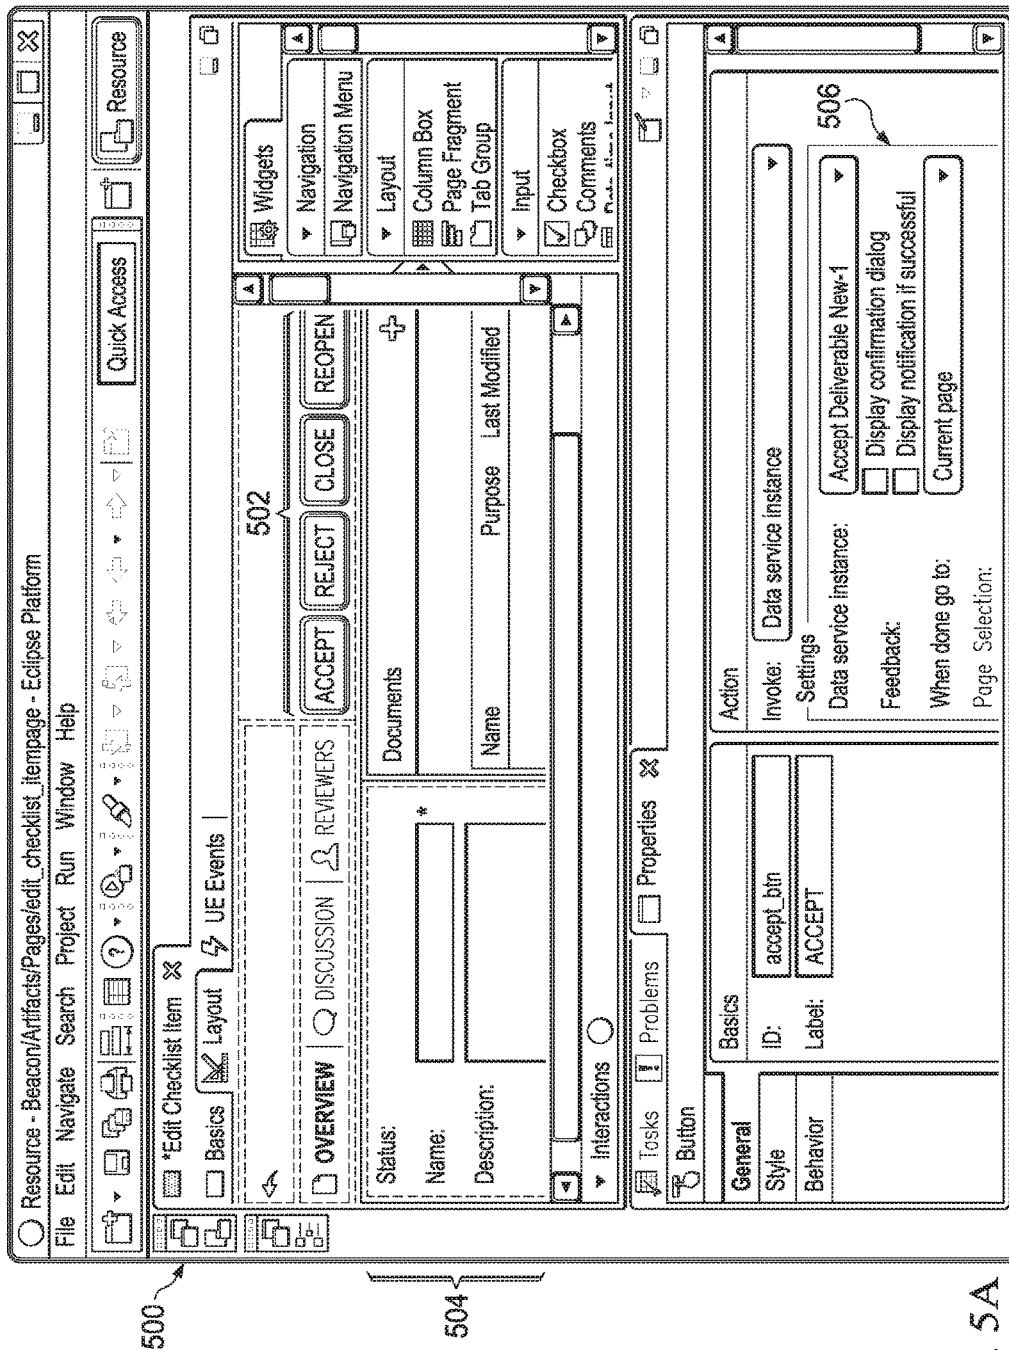 Resource - Beacon/Artifacts/Pages/edit_checklist_itempage - Eclipse Platform
File Edit Navigate Search Project Run Window Help
Quick Access
Resource
500
*Edit Checklist Item
Basics
Layout
UE Events
502
OVERVIEW
DISCUSSION
REVIEWERS
ACCEPT
REJECT
CLOSE
REOPEN
504
Status:
Name:
*
Description:
Documents
Name Purpose Last Modified
Interactions
Widgets
Navigation
Navigation Menu
Layout
Column Box
Page Fragment
Tab Group
Input
Checkbox
Comments
Tasks
Problems
Properties
Button
General
Style
Behavior
Basics
ID: accept_btn
Label: ACCEPT
Action
Invoke: Data service instance
Settings
506
Data service instance: Accept Deliverable New-1
Feedback: Display confirmation dialog
Display notification if successful
When done go to: Current page
Page Selection:
5A